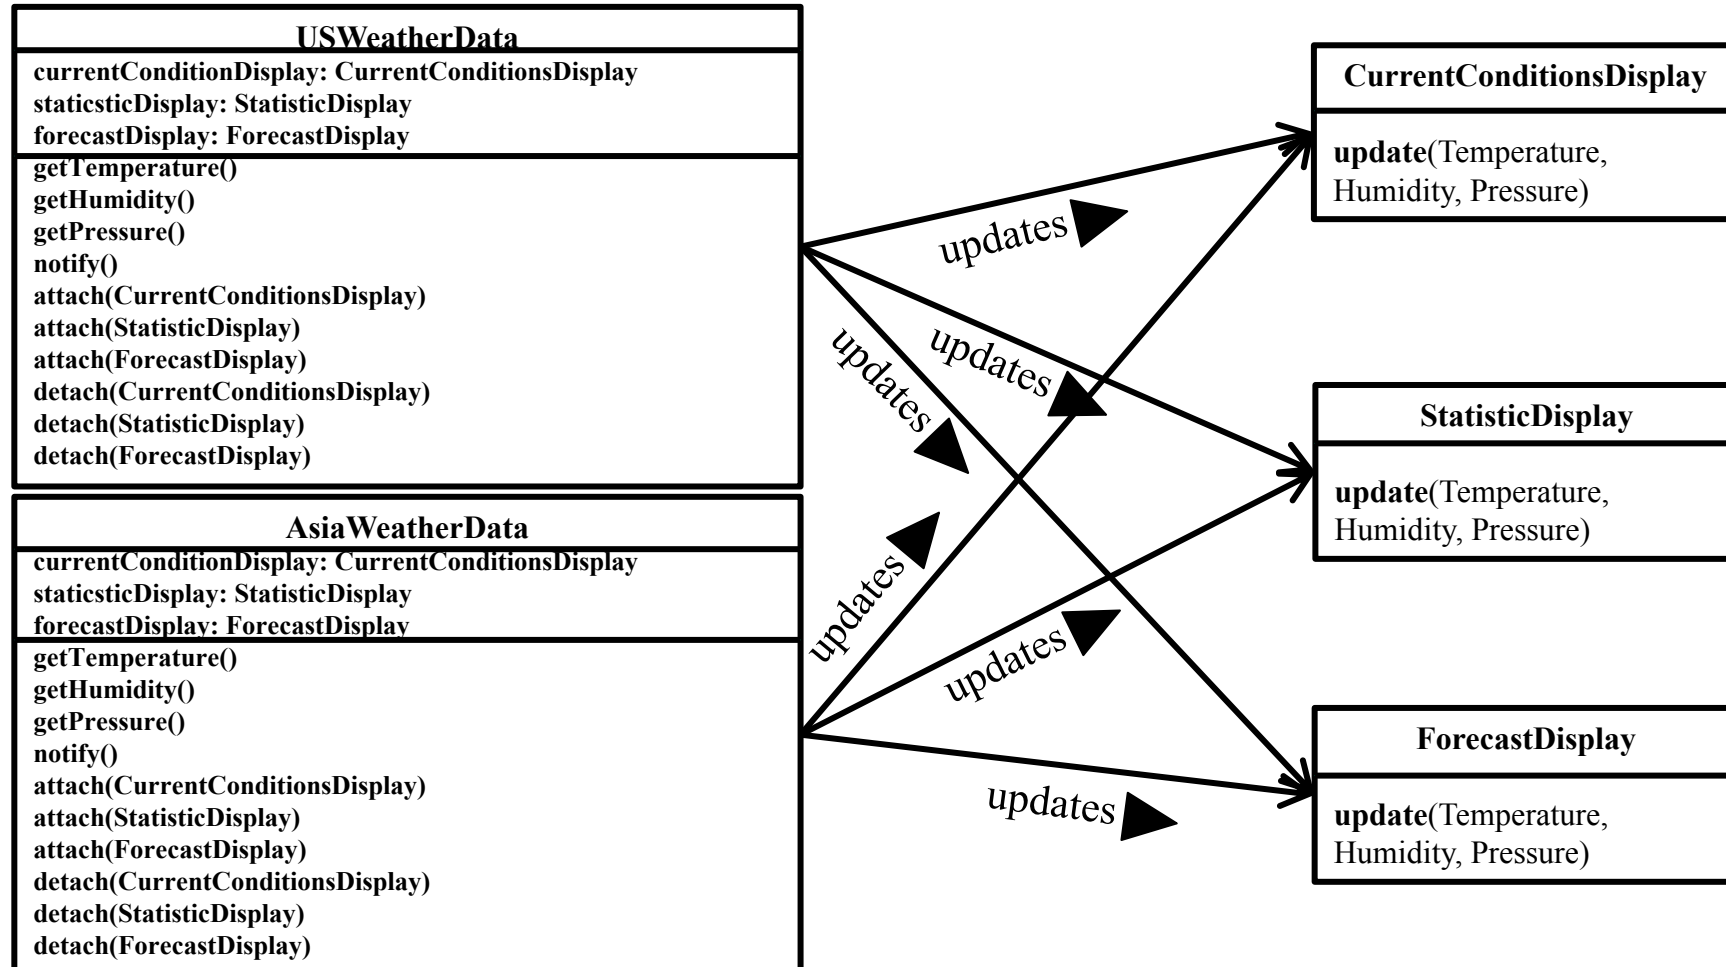 USWeatherData
currentConditionDisplay: CurrentConditionsDisplay
staticsticDisplay: StatisticDisplay
forecastDisplay: ForecastDisplay
getTemperature()
getHumidity()
getPressure()
notify()
attach(CurrentConditionsDisplay)
attach(StatisticDisplay)
attach(ForecastDisplay)
detach(CurrentConditionsDisplay)
detach(StatisticDisplay)
detach(ForecastDisplay)
AsiaWeatherData
currentConditionDisplay: CurrentConditionsDisplay
staticsticDisplay: StatisticDisplay
forecastDisplay: ForecastDisplay
getTemperature()
getHumidity()
getPressure()
notify()
attach(CurrentConditionsDisplay)
attach(StatisticDisplay)
attach(ForecastDisplay)
detach(CurrentConditionsDisplay)
detach(StatisticDisplay)
detach(ForecastDisplay)
updates
updates
updates
updates
updates
updates
CurrentConditionsDisplay
update(Temperature,
Humidity, Pressure)
StatisticDisplay
update(Temperature,
Humidity, Pressure)
ForecastDisplay
update(Temperature,
Humidity, Pressure)